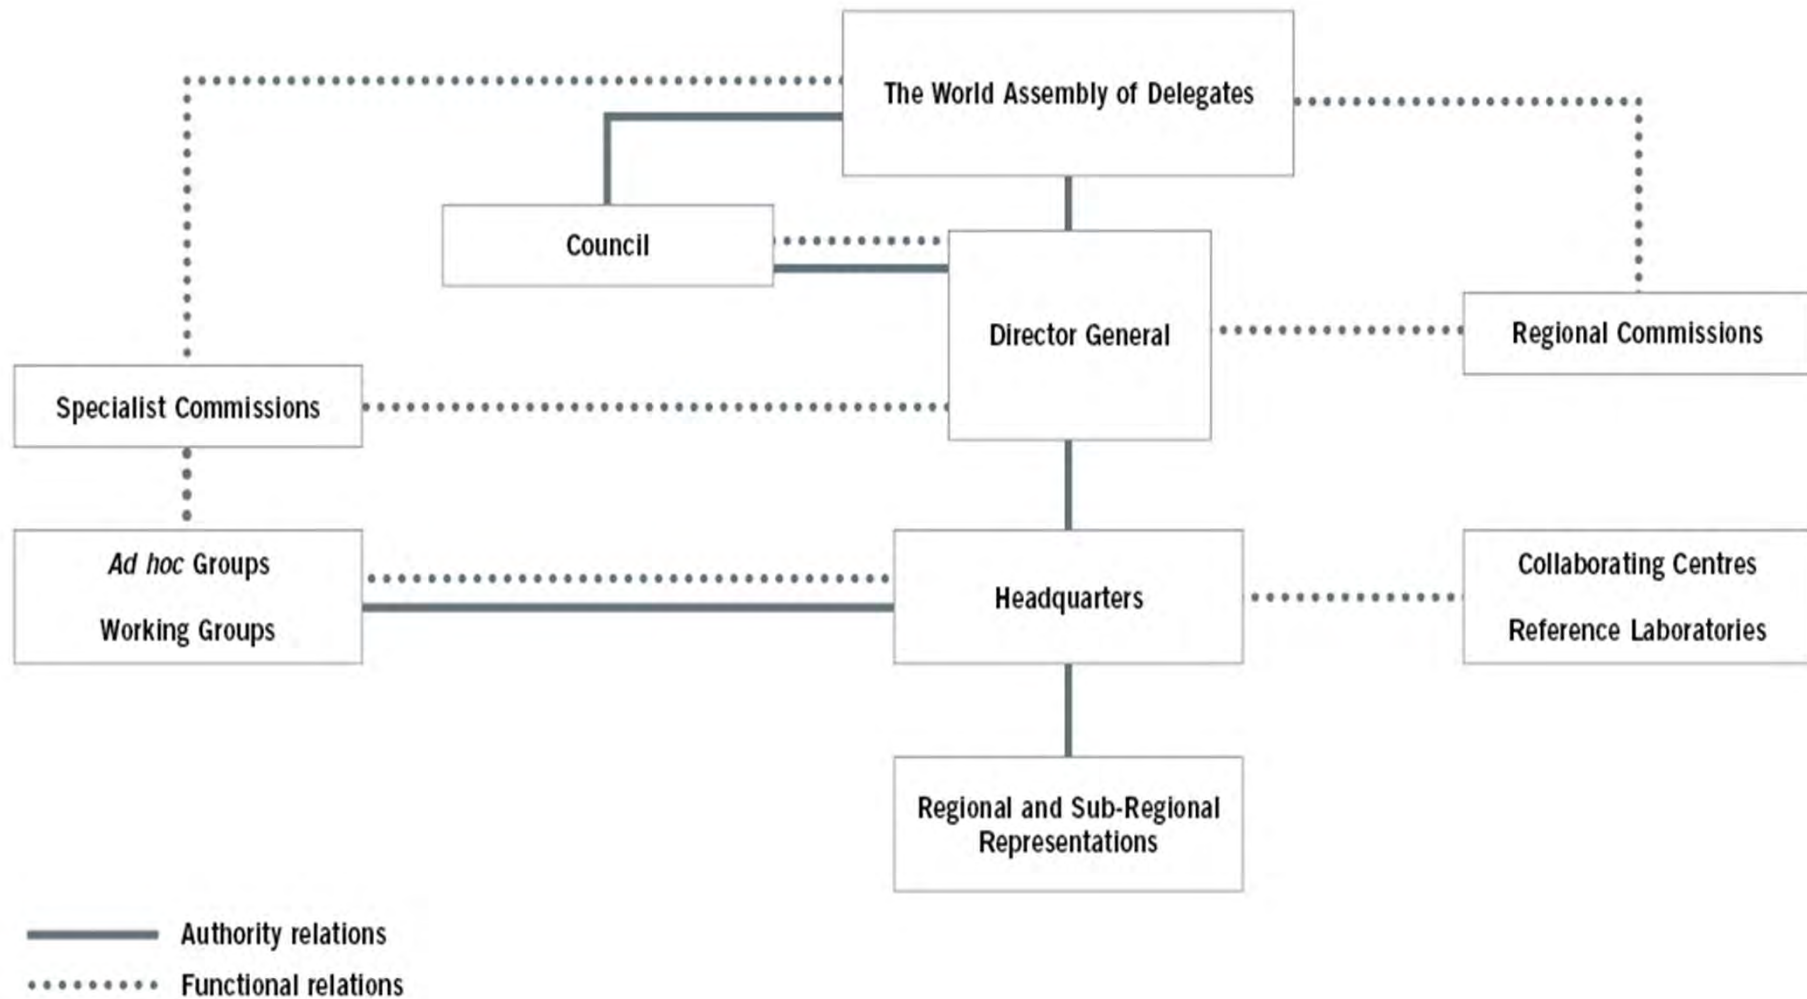 The World Assembly of Delegates
Council
Director General
Regional Commissions
Specialist Commissions
Ad hoc Groups
Working Groups
Headquarters
Collaborating Centres
Reference Laboratories
Regional and Sub-Regional
Representations
Authority relations
Functional relations